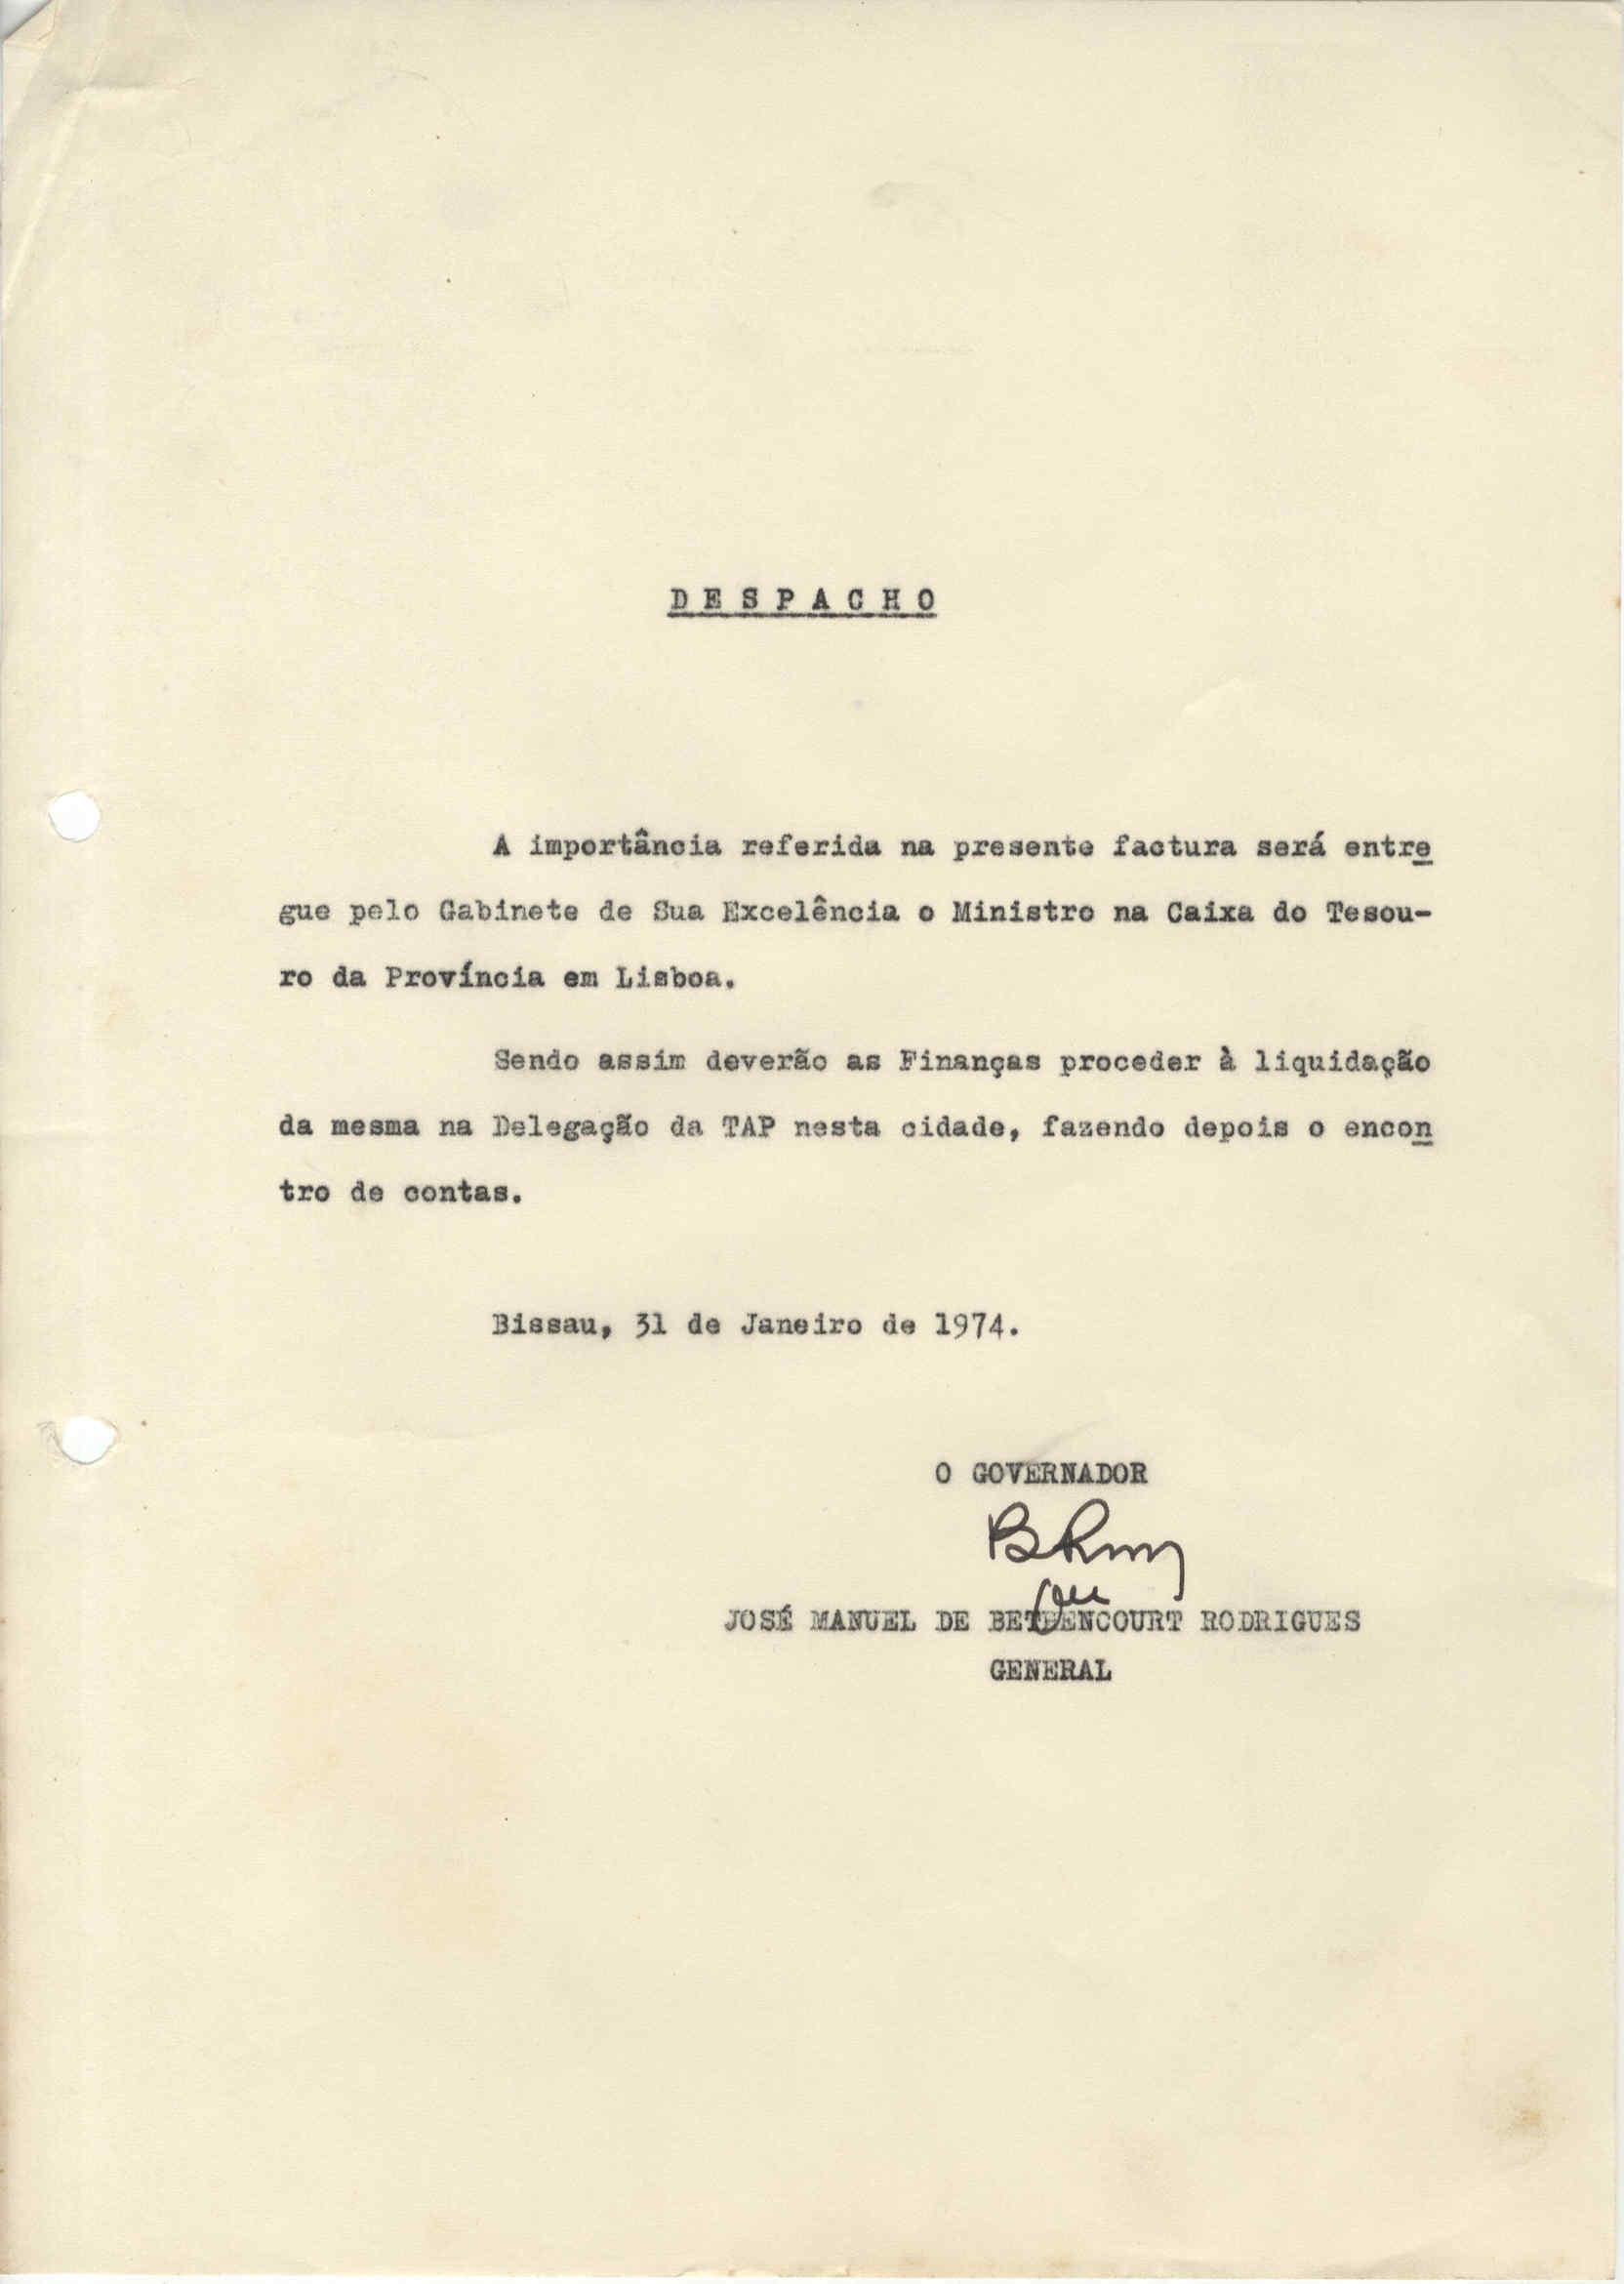 DESPACHO
A importância referida na presente factura será entre
gue pelo Gabinete de Sua Excelência o Ministro na Caixa do Tesou-
ro da Província em Lisboa.
Sendo assim deverão as Finanças proceder à liquidação
da mesma na Delegação da TAP nesta cidade, fazendo depois o encon
tro de contas.
Bissau, 31 de Janeiro de 1974.
O GOVERNADOR
JOSÉ MANUEL DE BETHENCOURT RODRIGUES
GENERAL